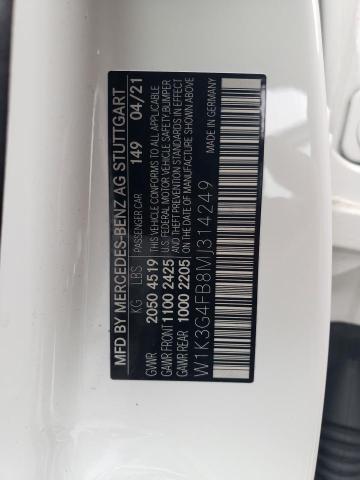 MFD BY MERCEDES-BENZ AG STUTTGART
KG LBS PASSENGER CAR 149 04/21
GVWR 2050 4519 THIS VEHICLE CONFORMS TO ALL APPLICABLE
GAWR FRONT 1100 2425 U.S. FEDERAL MOTOR VEHICLE SAFETY, BUMPER,
GAWR REAR 1000 2205 AND THEFT PREVENTION STANDARDS IN EFFECT
ON THE DATE OF MANUFACTURE SHOWN ABOVE.
W1K3G4FB8MJ314249 MADE IN GERMANY